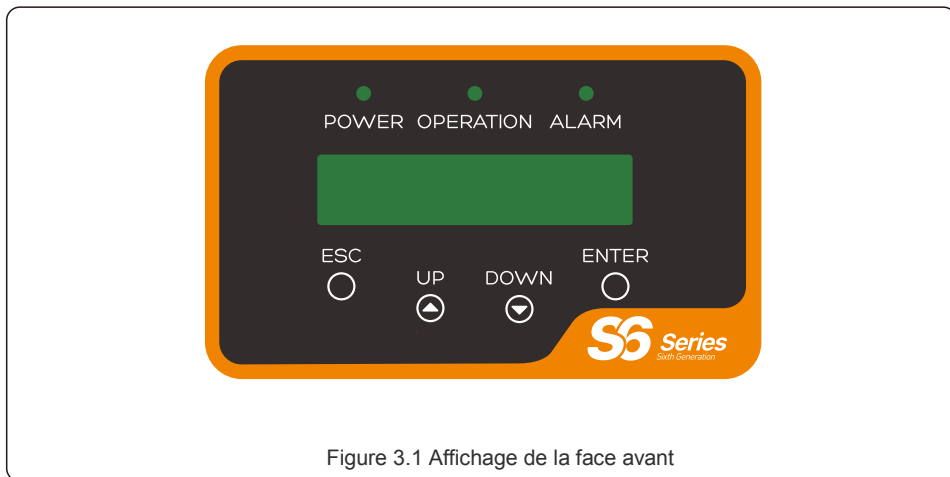 POWER OPERATION ALARM
ESC UP DOWN ENTER
S6 Series
Sixth Generation
Figure 3.1 Affichage de la face avant